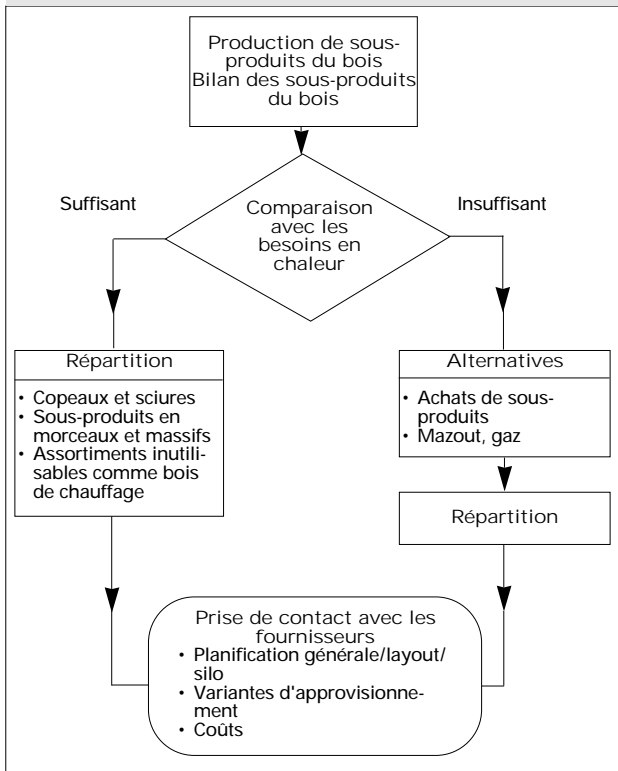 Production de sous-
produits du bois
Bilan des sous-produits
du bois
Suffisant
Insuffisant
Comparaison
avec les
besoins en
chaleur
Répartition
• Copeaux et sciures
• Sous-produits en
morceaux et massifs
• Assortiments inutili-
sables comme bois
de chauffage
Alternatives
• Achats de sous-
produits
• Mazout, gaz
Répartition
Prise de contact avec les
fournisseurs
• Planification générale/layout/
silo
• Variantes d'approvisionne-
ment
• Coûts